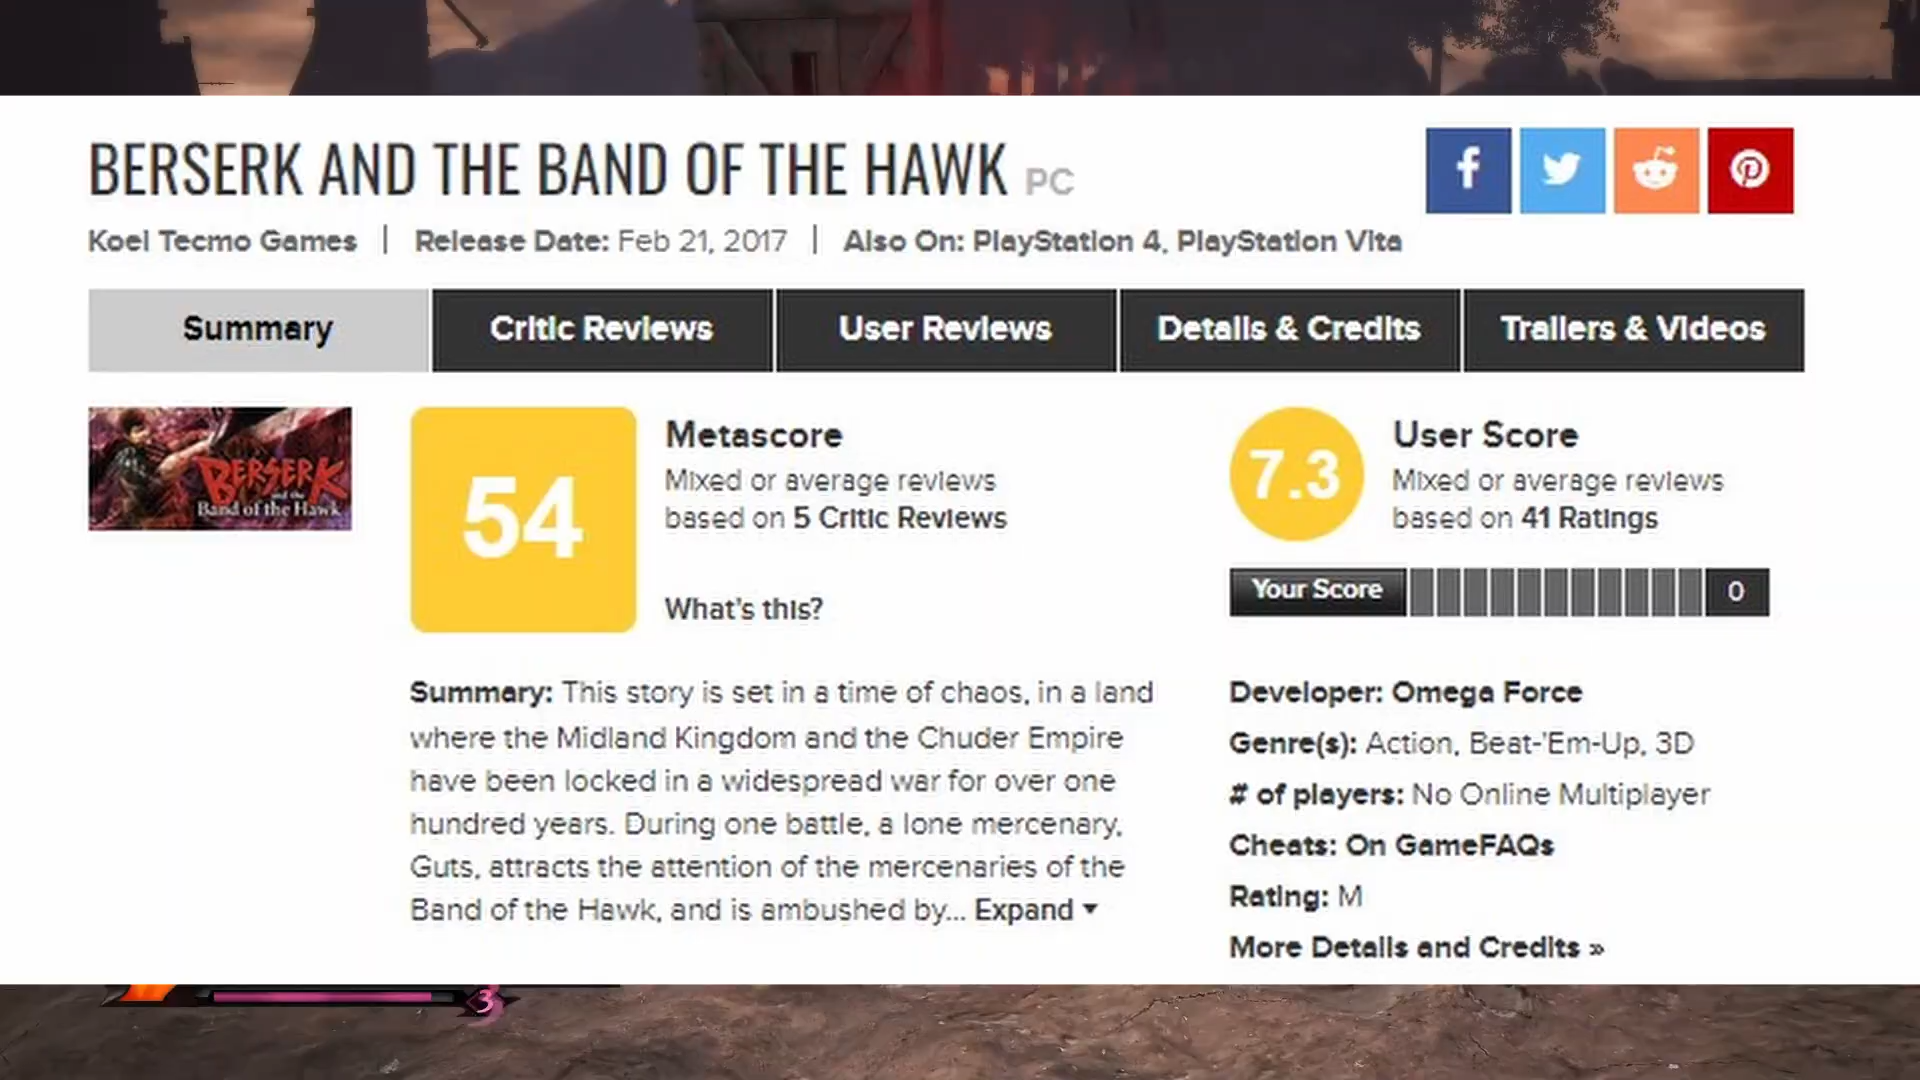 BERSERK AND THE BAND OF THE HAWK PC
Koei Tecmo Games | Release Date: Feb 21, 2017 | Also On: PlayStation 4, PlayStation Vita
Summary
Critic Reviews
User Reviews
Details & Credits
Trailers & Videos
BERSERK
and the
Band of the Hawk
54
Metascore
Mixed or average reviews
based on 5 Critic Reviews
What's this?
7.3
User Score
Mixed or average reviews
based on 41 Ratings
Your Score
0
Summary: This story is set in a time of chaos, in a land
where the Midland Kingdom and the Chuder Empire
have been locked in a widespread war for over one
hundred years. During one battle, a lone mercenary,
Guts, attracts the attention of the mercenaries of the
Band of the Hawk, and is ambushed by... Expand
Developer: Omega Force
Genre(s): Action, Beat-'Em-Up, 3D
# of players: No Online Multiplayer
Cheats: On GameFAQs
Rating: M
More Details and Credits »
3